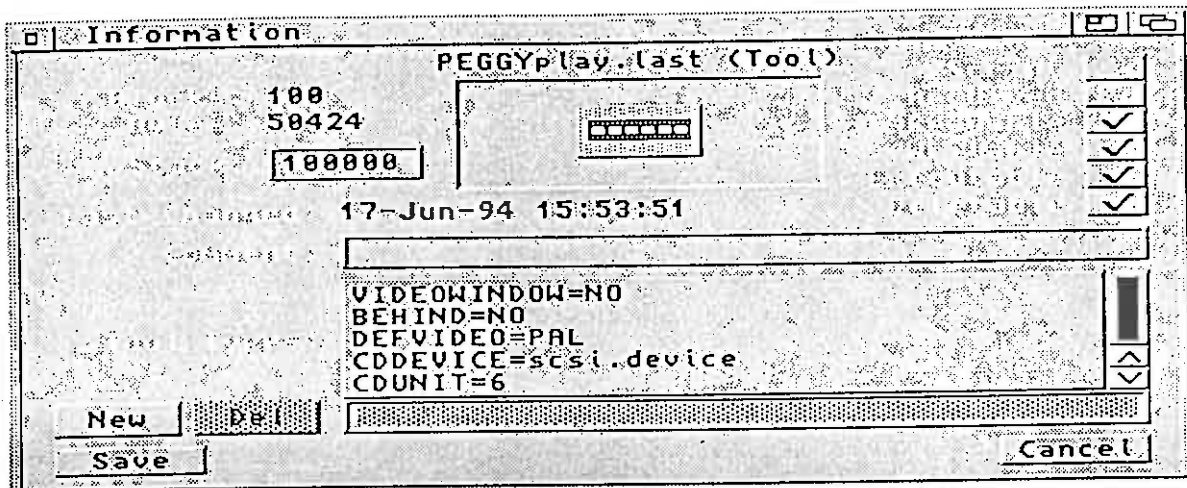 Information
PEGGYplay.last (Tool)
100
50424
100000
17-Jun-94 15:53:51
VIDEOWINDOW=NO
BEHIND=NO
DEFVIDEO=PAL
CDDEVICE=scsi.device
CDUNIT=6
New Del
Save Cancel